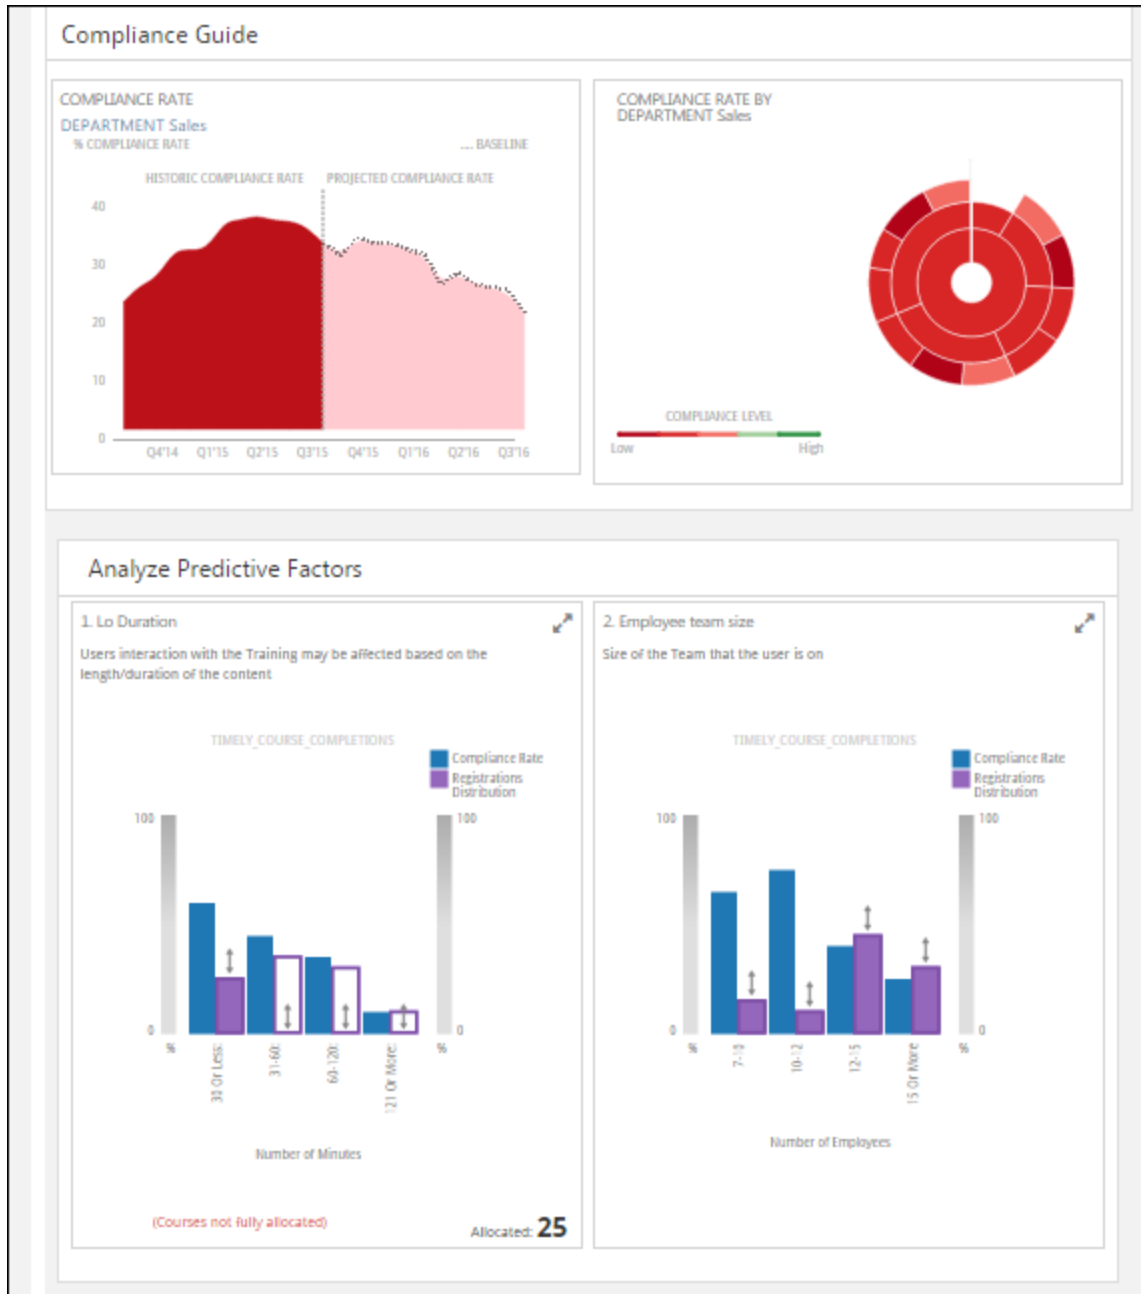 Compliance Guide
COMPLIANCE RATE
DEPARTMENT Sales
% COMPLIANCE RATE
.... BASELINE
HISTORIC COMPLIANCE RATE
PROJECTED COMPLIANCE RATE
40
30
20
10
0
Q4'14 Q1'15 Q2'15 Q3'15 Q4'15 Q1'16 Q2'16 Q3'16
COMPLIANCE RATE BY
DEPARTMENT Sales
COMPLIANCE LEVEL
Low High
Analyze Predictive Factors
1. Lo Duration
Users interaction with the Training may be affected based on the
length/duration of the content
TIMELY_COURSE_COMPLETIONS
Compliance Rate
Registrations
Distribution
100 100
0 0
% %
30 Or Less:
31-60:
60-120:
121 Or More:
Number of Minutes
(Courses not fully allocated)
Allocated: 25
2. Employee team size
Size of the Team that the user is on
TIMELY_COURSE_COMPLETIONS
Compliance Rate
Registrations
Distribution
100 100
0 0
% %
7-10
10-12
12-15
15 Or More
Number of Employees